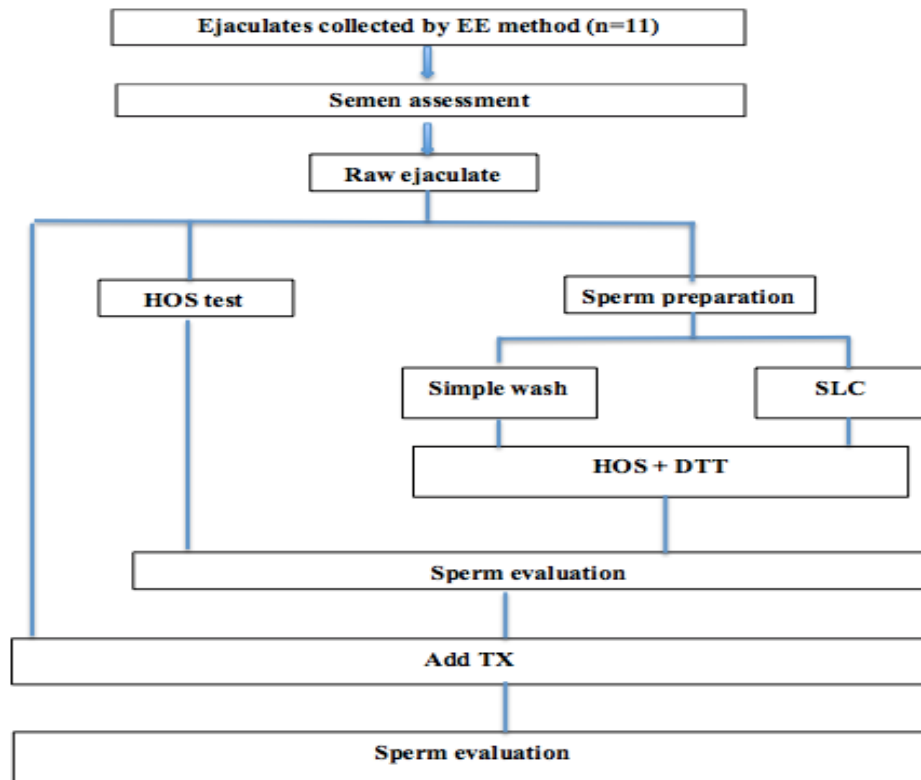 Ejaculates collected by EE method (n=11)
Semen assessment
Raw ejaculate
HOS test
Sperm preparation
Simple wash
SLC
HOS + DTT
Sperm evaluation
Add TX
Sperm evaluation